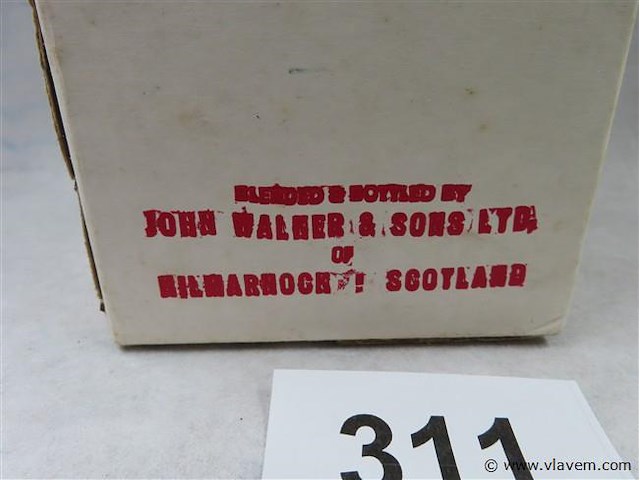 BLENDED & BOTTLED BY
JOHN WALKER & SONS LTD.
OF
KILMARNOCK, SCOTLAND
311
© www.vlavem.com